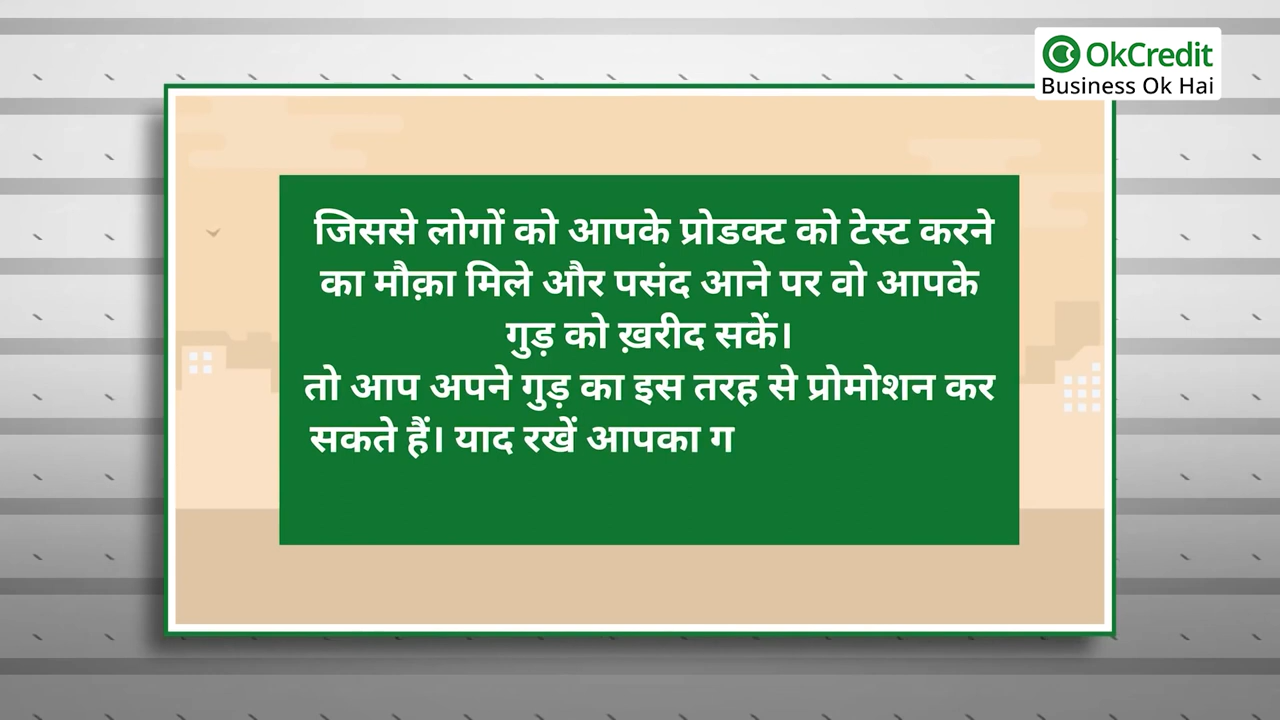 OkCredit
Business Ok Hai
जिससे लोगों को आपके प्रोडक्ट को टेस्ट करने
का मौक़ा मिले और पसंद आने पर वो आपके
गुड़ को ख़रीद सकें।
तो आप अपने गुड़ का इस तरह से प्रोमोशन कर
सकते हैं। याद रखें आपका ग